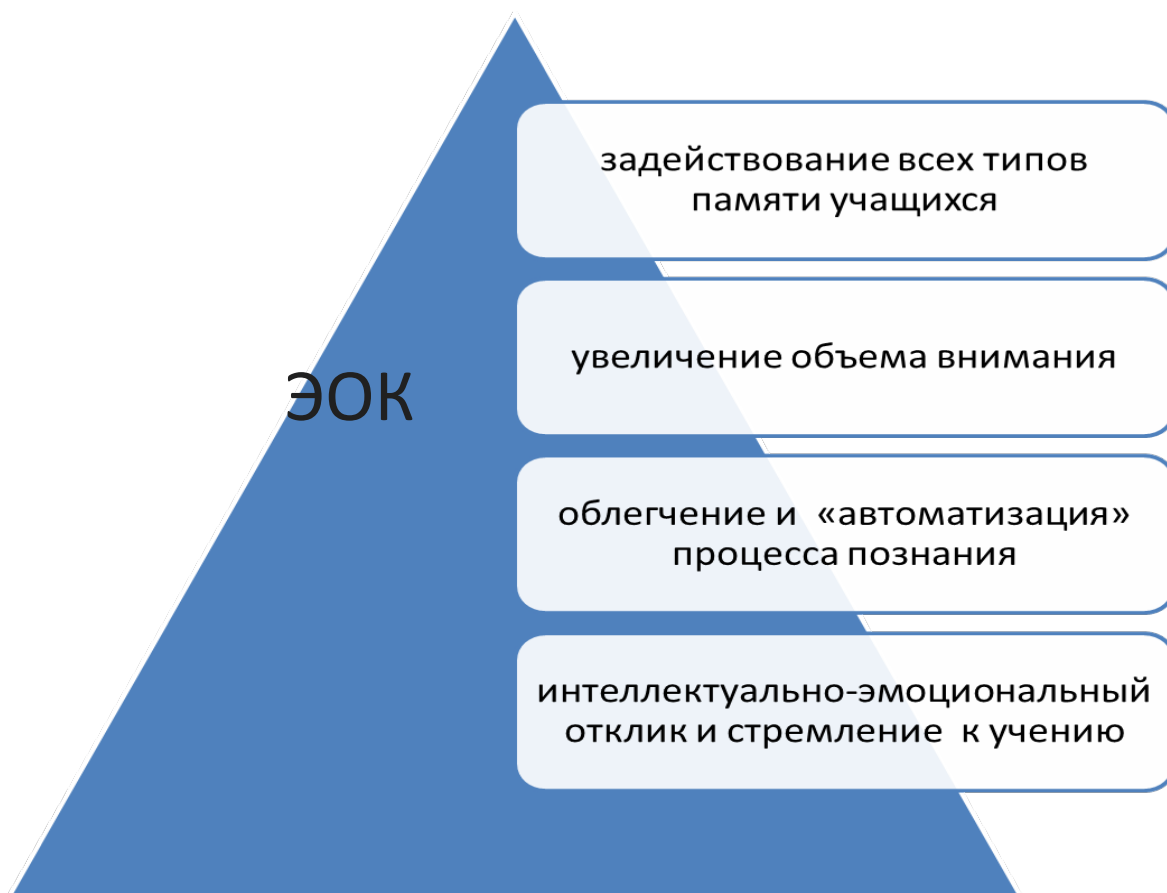 задействование всех типов
памяти учащихся
увеличение объема внимания
ЭОК
облегчение и «автоматизация»
процесса познания
интеллектуально-эмоциональный
отклик и стремление к учению